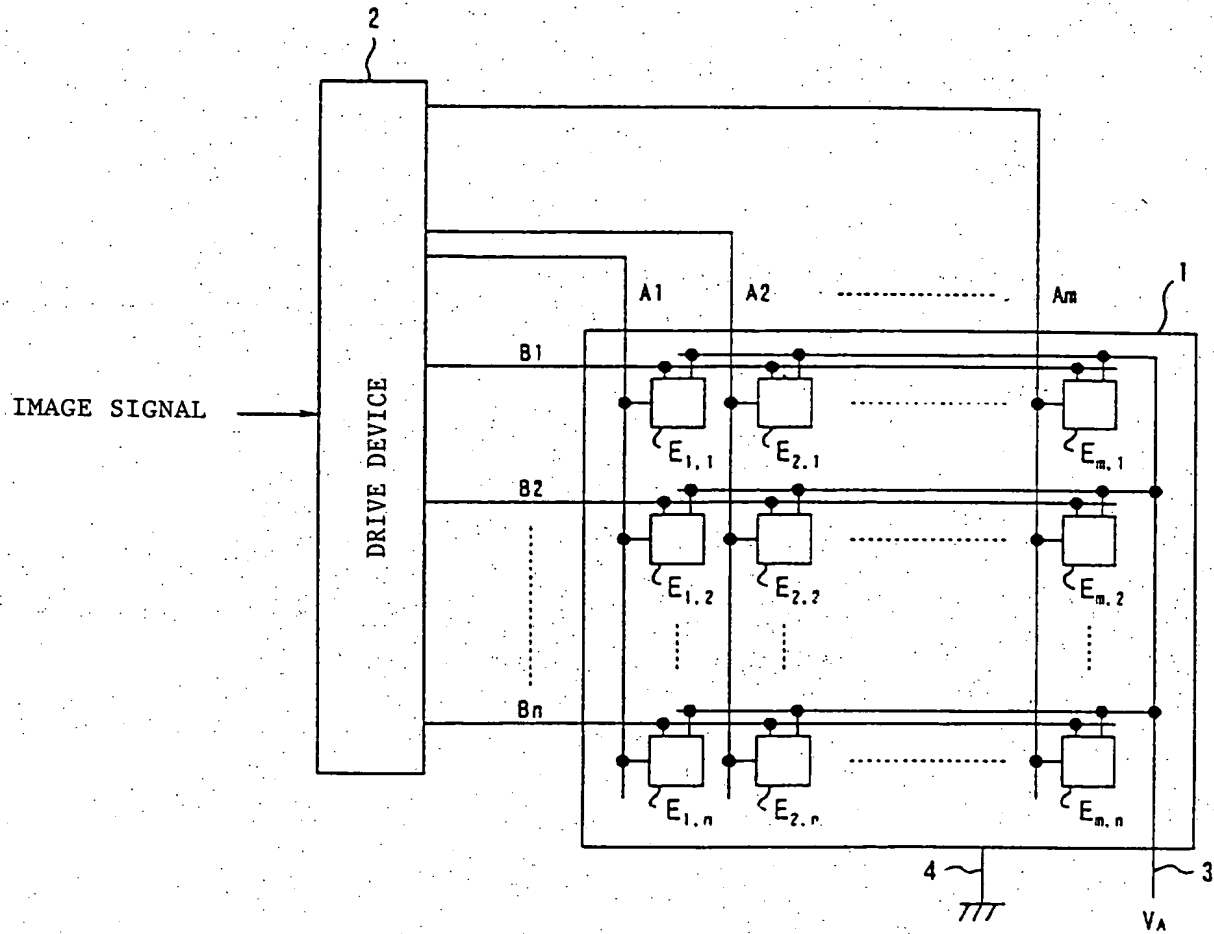 2
A1 A2 Am
1
B1
IMAGE SIGNAL
DRIVE DEVICE
E1,1 E2,1 Em,1
B2
E1,2 E2,2 Em,2
Bn
E1,n E2,n Em,n
4 3
VA